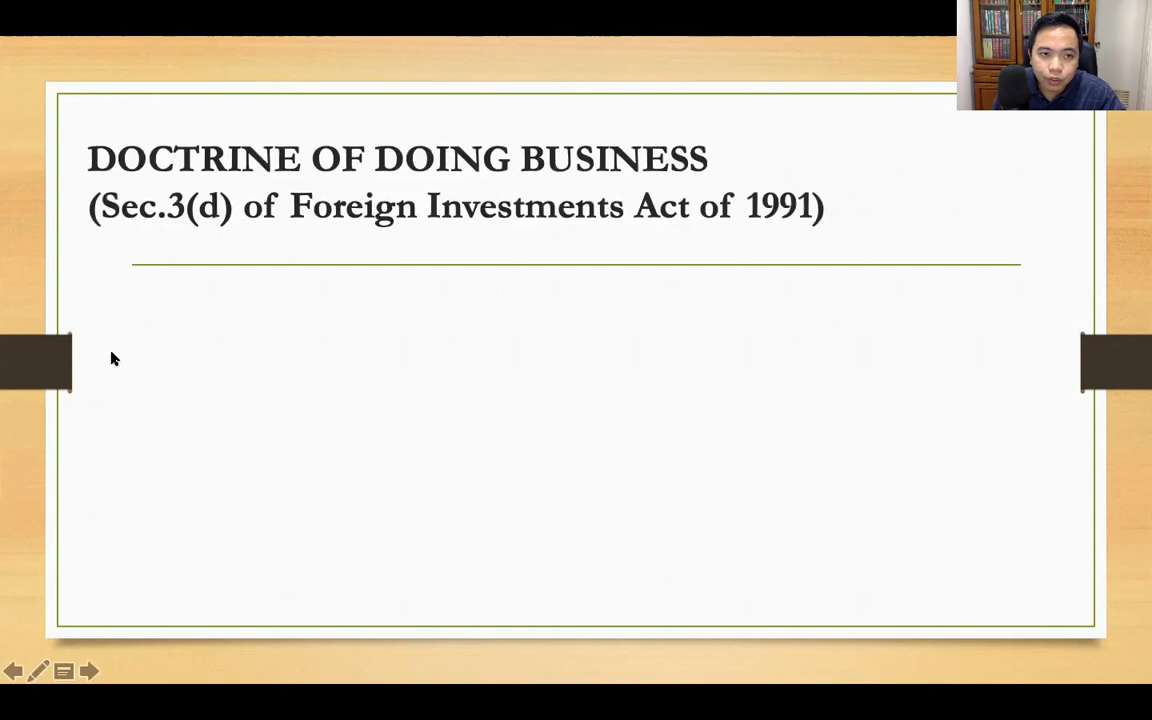 DOCTRINE OF DOING BUSINESS
(Sec.3(d) of Foreign Investments Act of 1991)